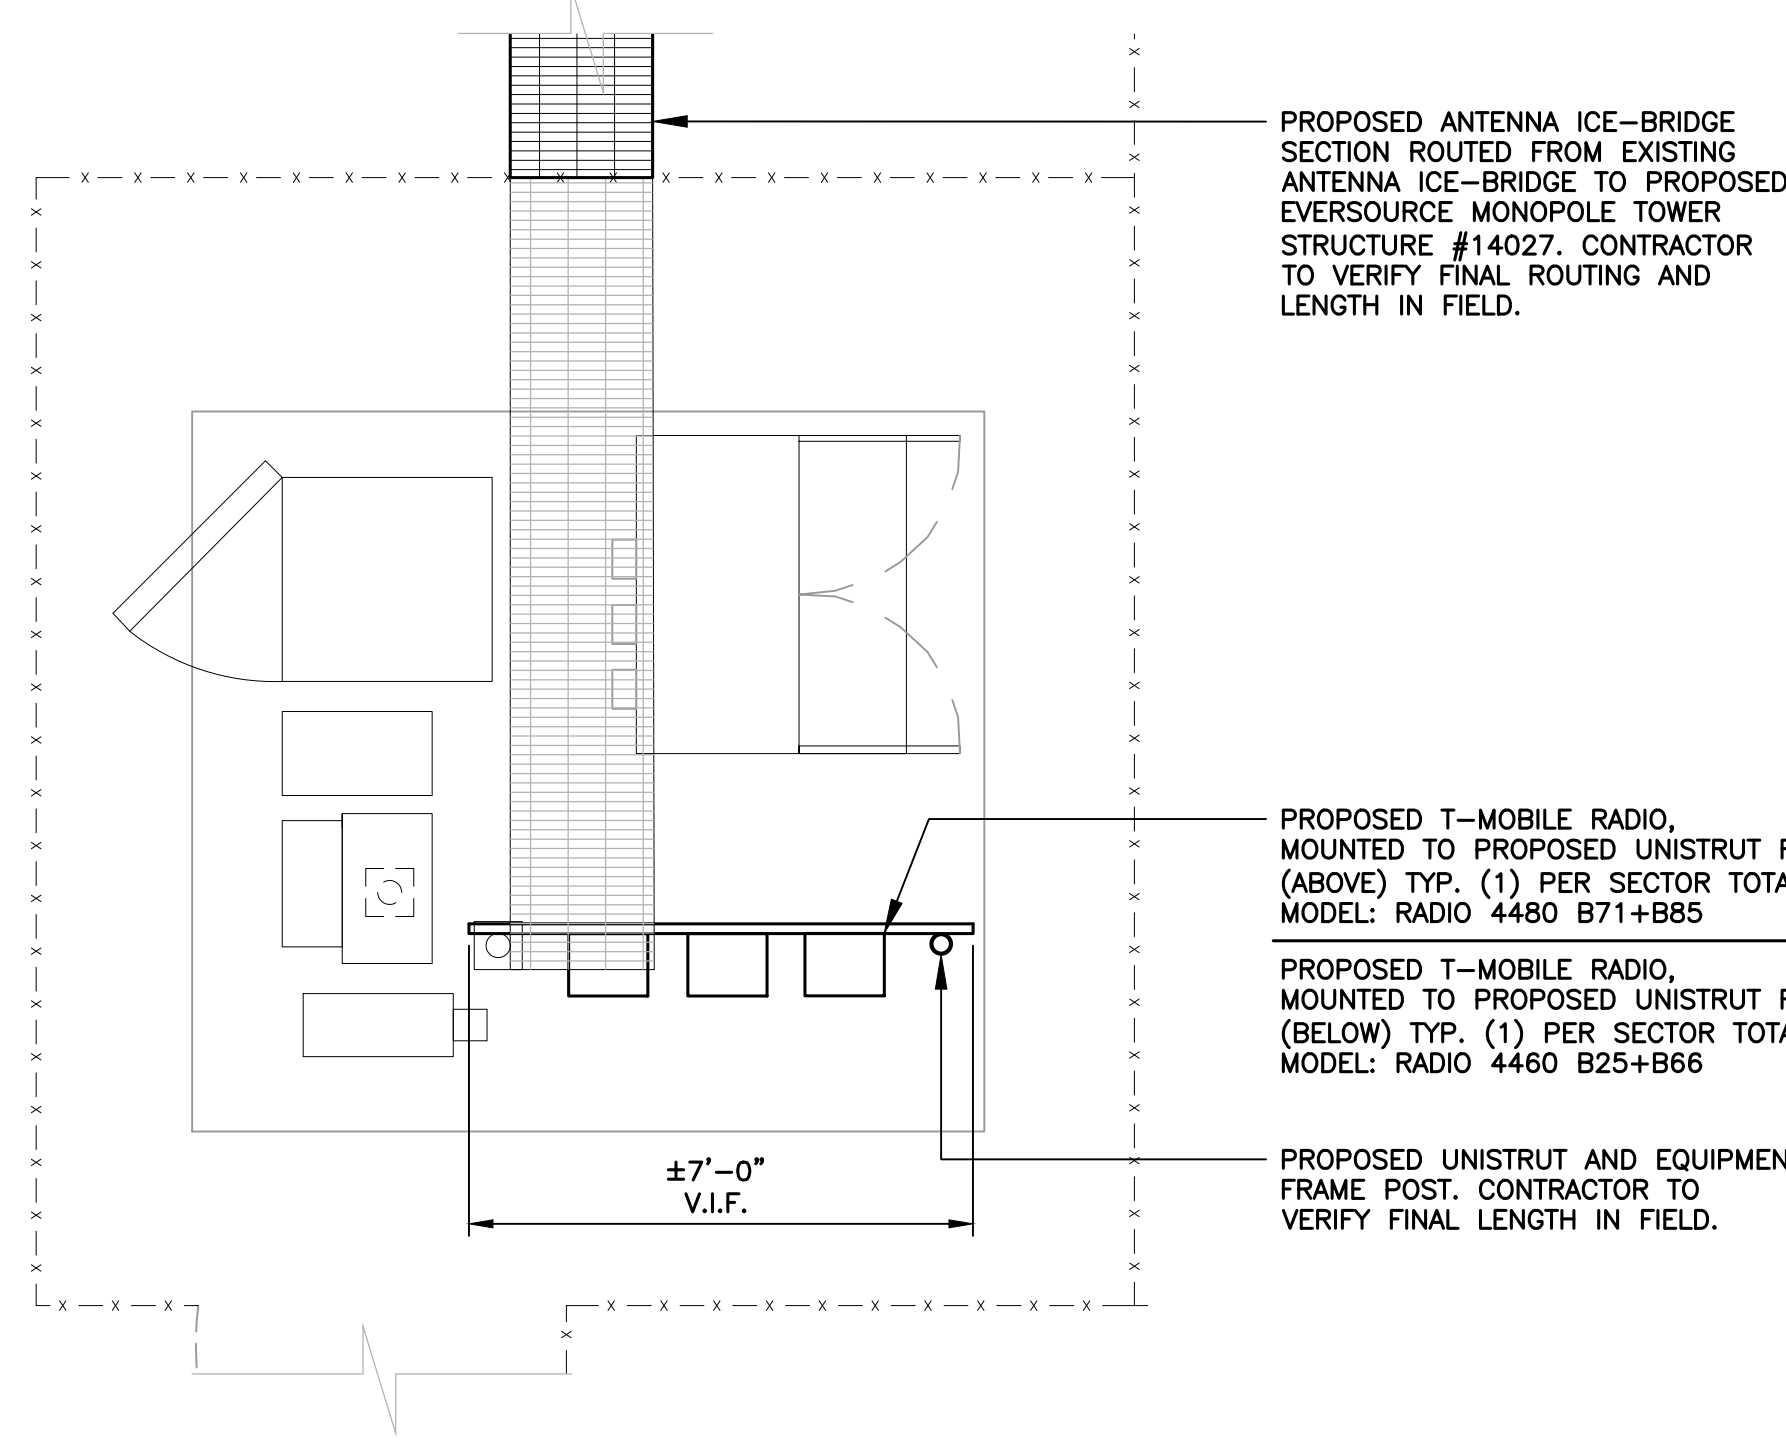 PROPOSED ANTENNA ICE-BRIDGE
SECTION ROUTED FROM EXISTING
ANTENNA ICE-BRIDGE TO PROPOSED
EVERSOURCE MONOPOLE TOWER
STRUCTURE #14027. CONTRACTOR
TO VERIFY FINAL ROUTING AND
LENGTH IN FIELD.
PROPOSED T-MOBILE RADIO,
MOUNTED TO PROPOSED UNISTRUT
(ABOVE) TYP. (1) PER SECTOR
MODEL: RADIO 4480 B71+B85
PROPOSED T-MOBILE RADIO,
MOUNTED TO PROPOSED UNISTRUT
(BELOW) TYP. (1) PER SECTOR
MODEL: RADIO 4460 B25+B66
PROPOSED UNISTRUT AND
FRAME POST. CONTRACTOR TO
VERIFY FINAL LENGTH IN FIELD.
±7'-0"
V.I.F.